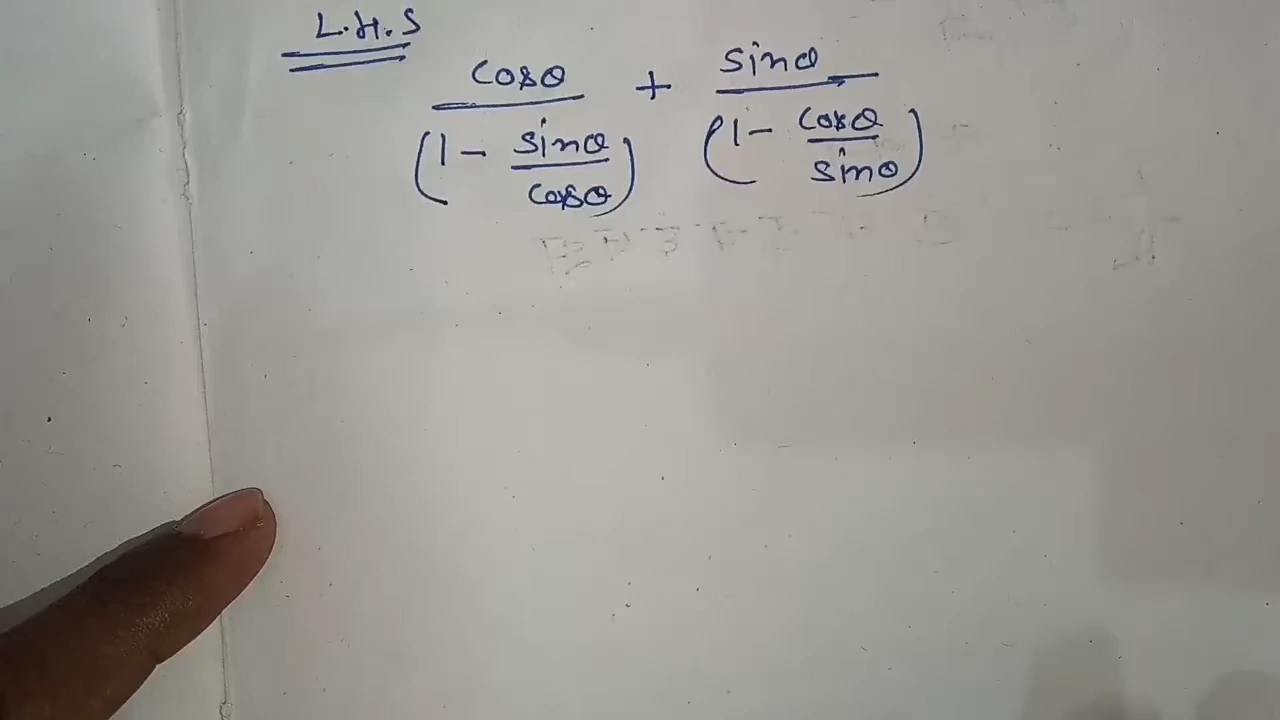 L.H.S
cosθ + sinθ
(1 - sinθ) (1 - cosθ)
cosθ sinθ